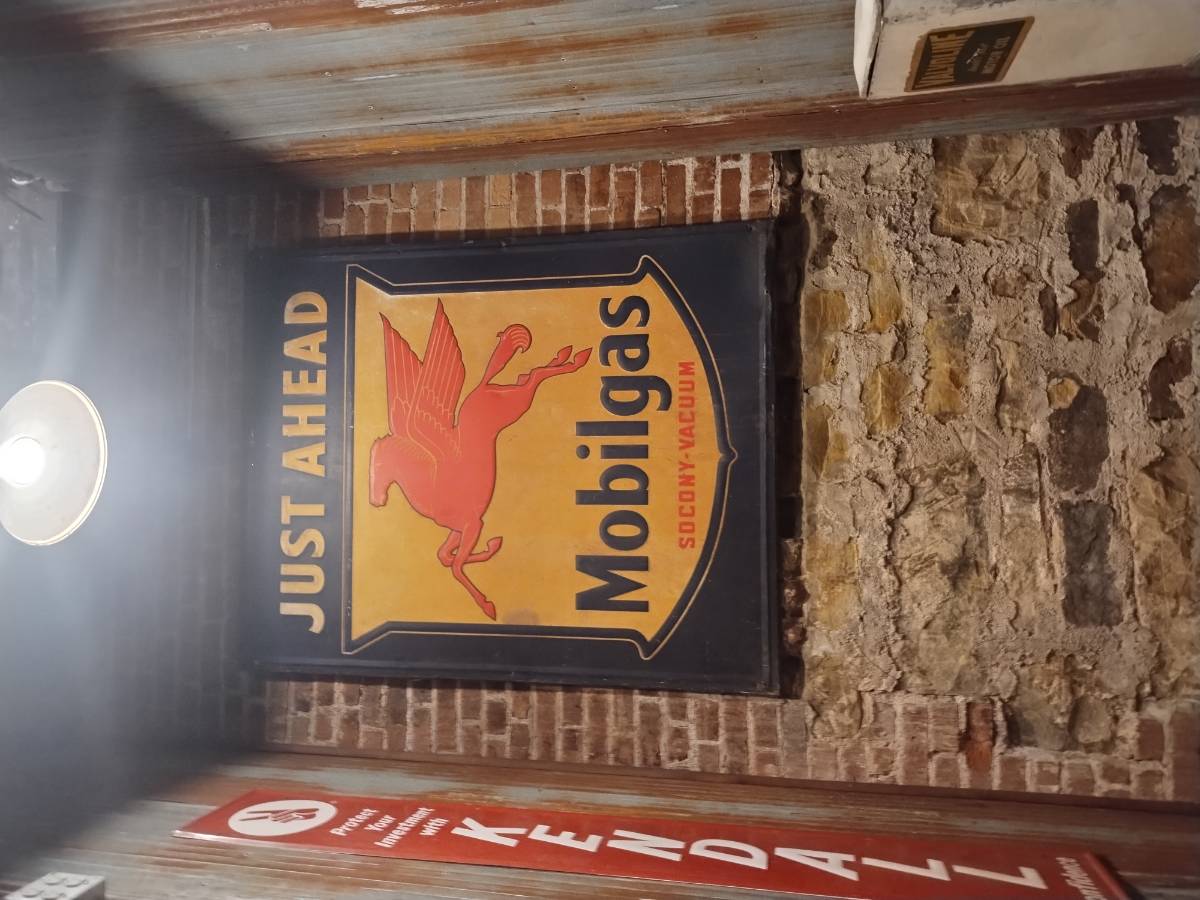 JUST AHEAD
Mobilgas
SOCONY-VACUUM
Protect
Your
Investment
with
KENDALL